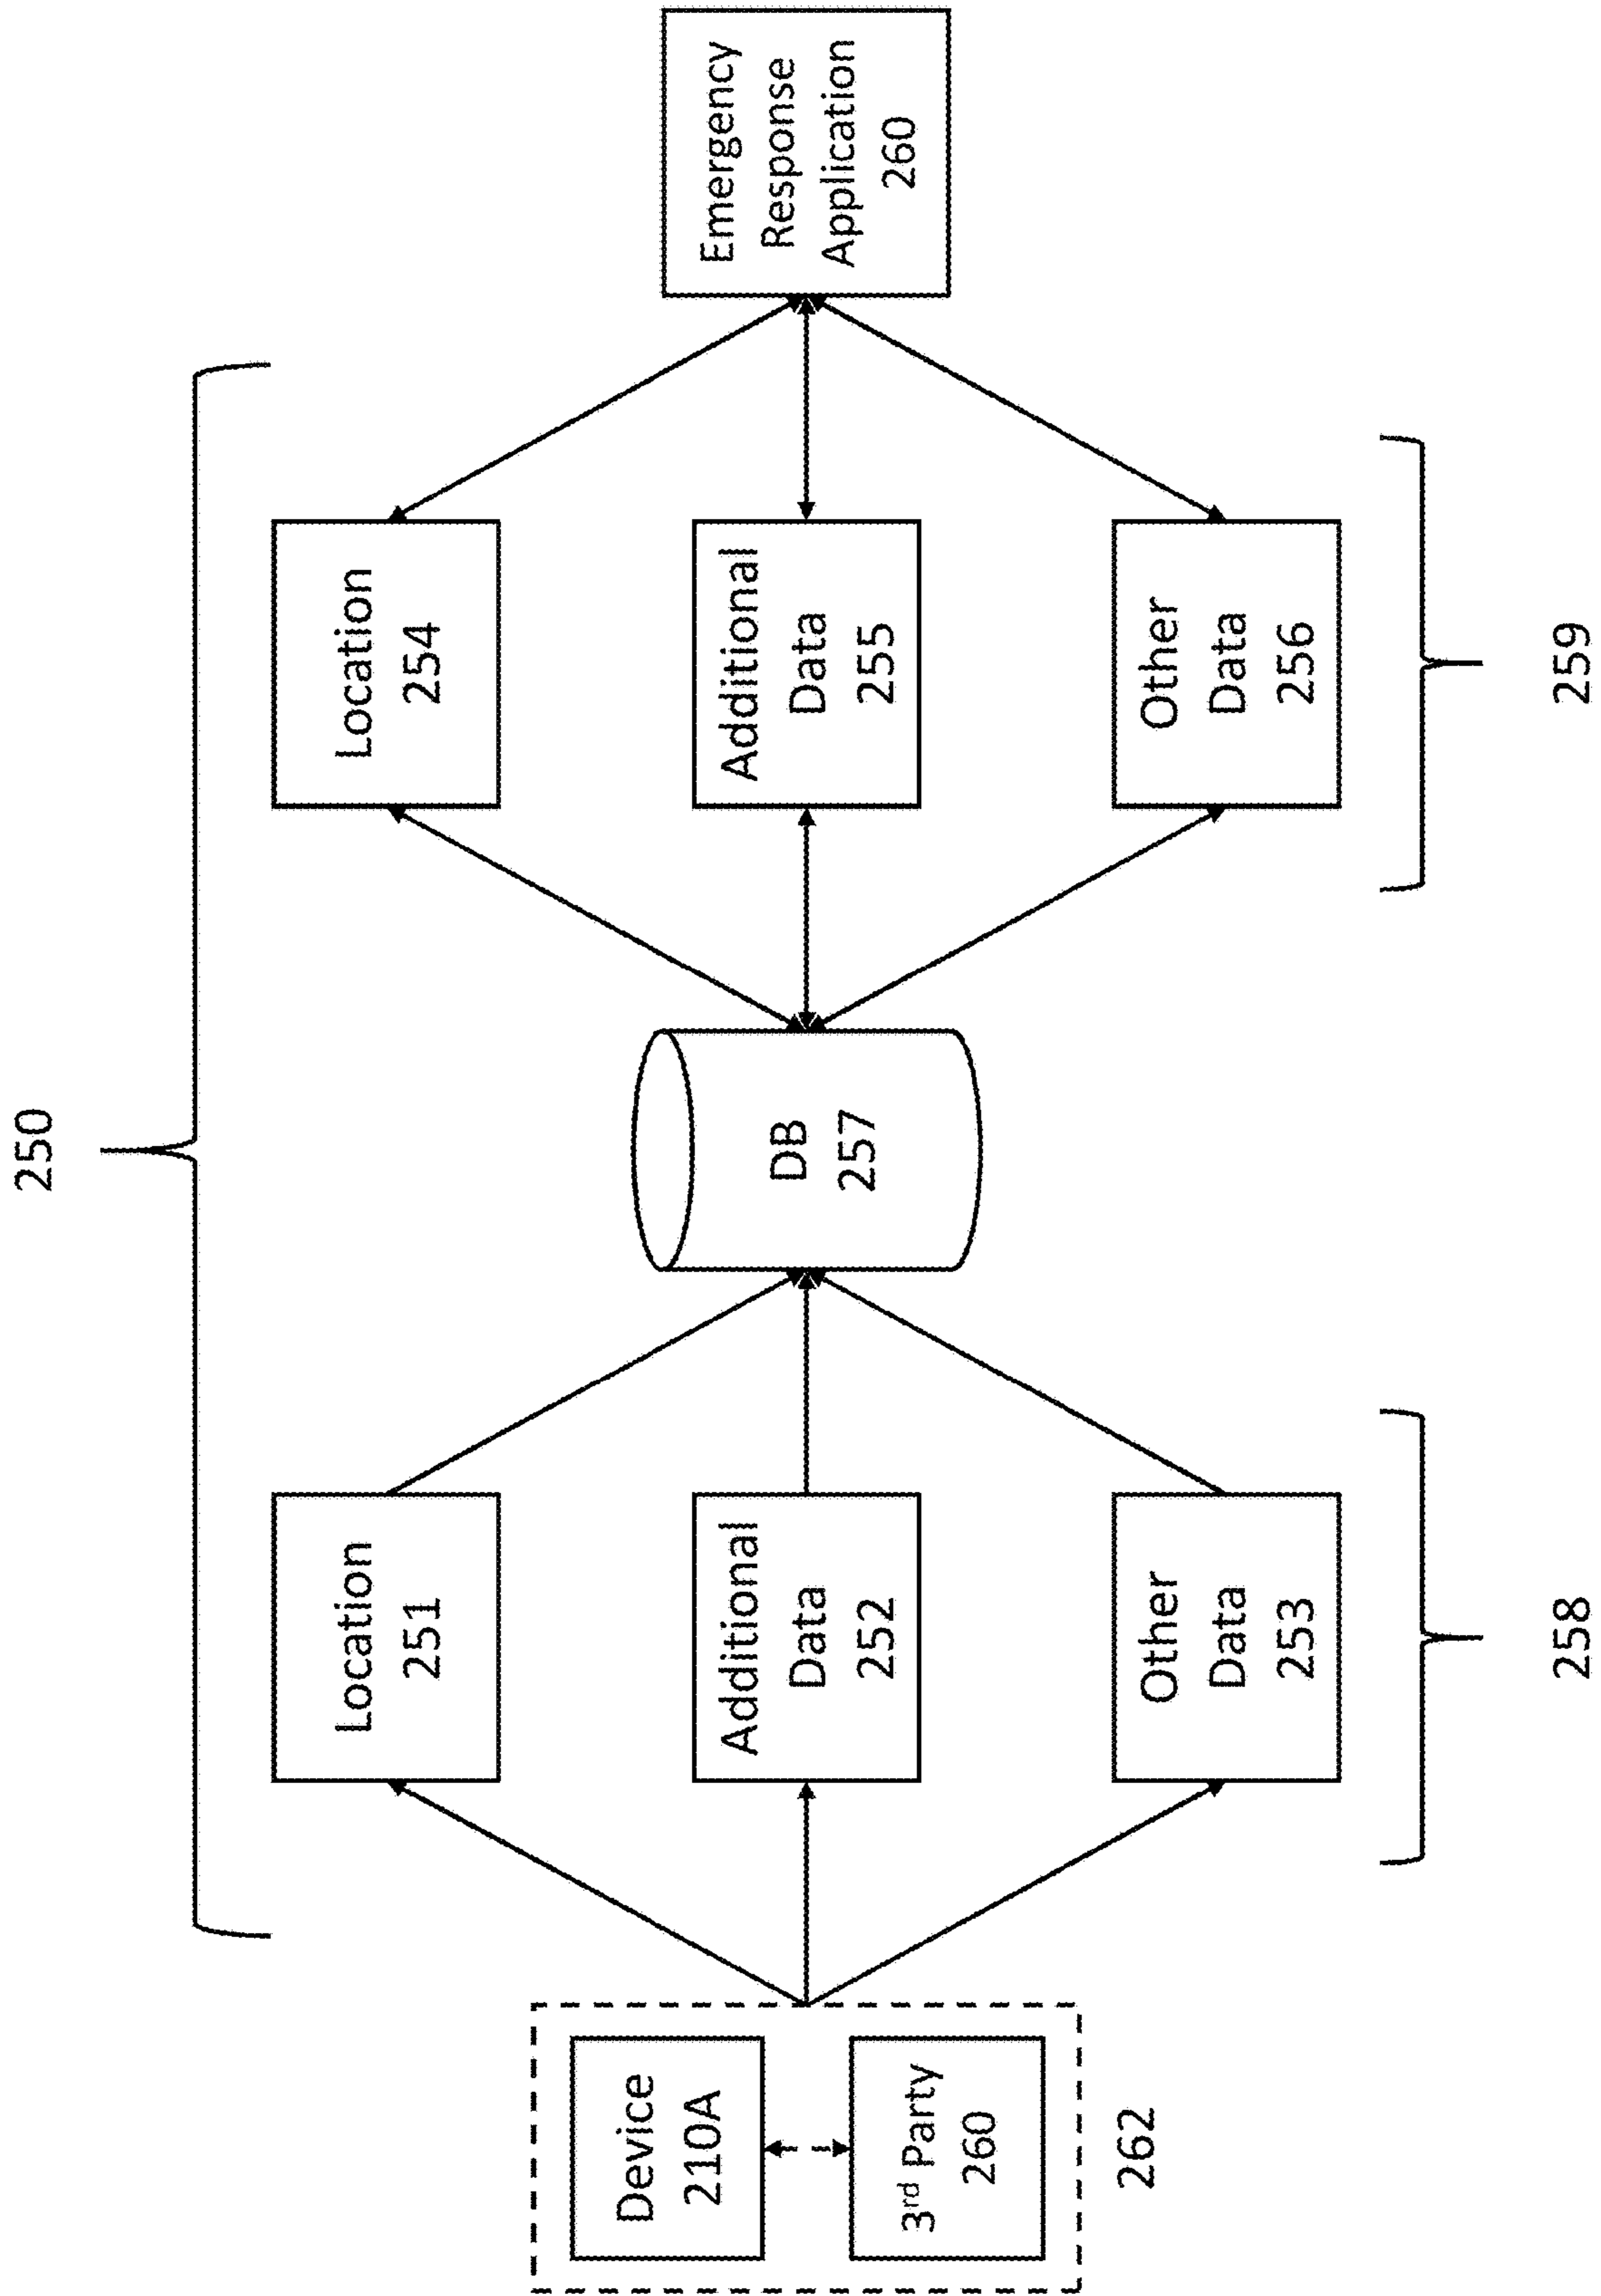 250
Device
210A
3rd Party
260
262
Location
251
Additional
Data
252
Other
Data
253
258
DB
257
Location
254
Additional
Data
255
Other
Data
256
259
Emergency
Response
Application
260